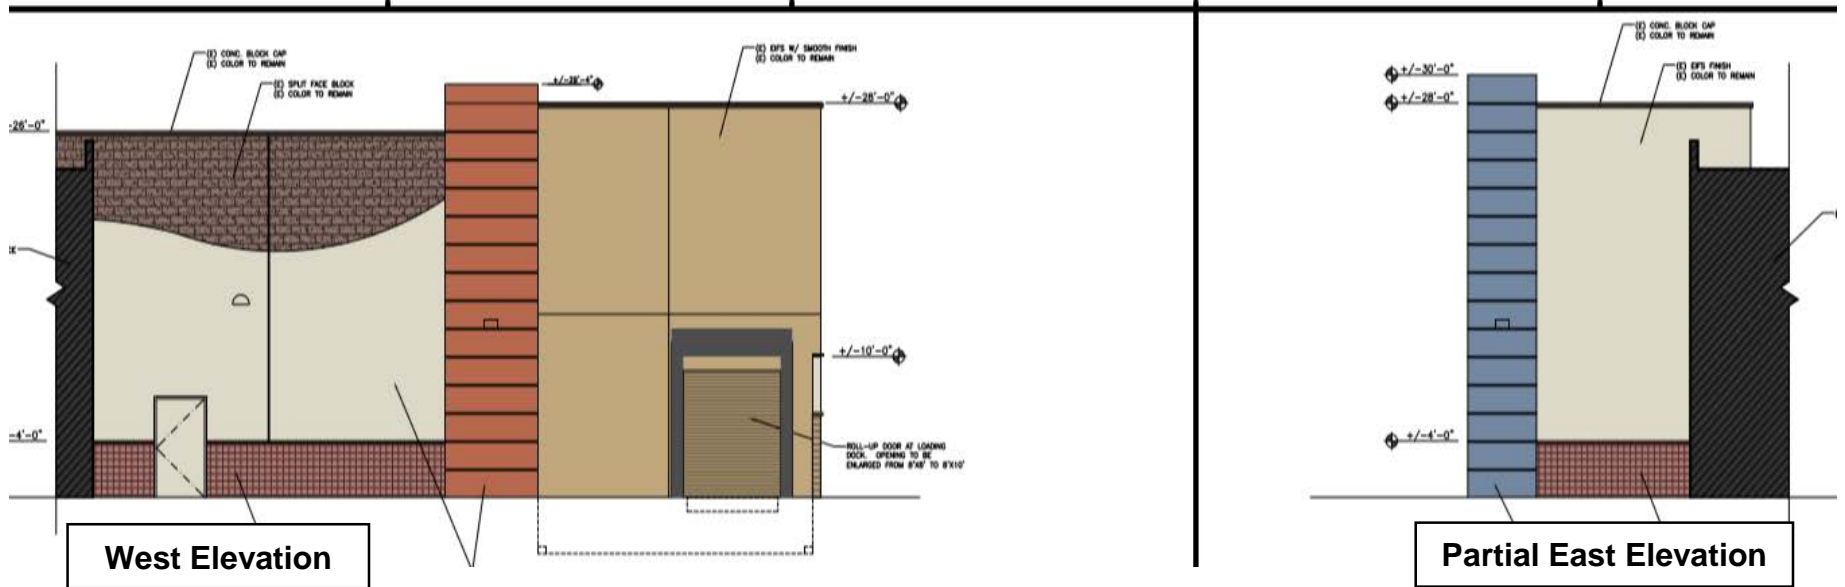 (E) CONC. BLOCK CAP
(E) COLOR TO REMAIN
(E) SPLIT FACE BLOCK
(E) COLOR TO REMAIN
(E) EIFS W/ SMOOTH FINISH
(E) COLOR TO REMAIN
+/-28'-0"
-26'-0"
+/-10'-0"
-4'-0"
ROLL-UP DOOR AT LOADING
DOCK. OPENING TO BE
ENLARGED FROM 8'X8' TO 8'X10'
West Elevation
(E) CONC. BLOCK CAP
(E) COLOR TO REMAIN
+/-30'-0"
+/-28'-0"
(E) EIFS FINISH
(E) COLOR TO REMAIN
+/-4'-0"
Partial East Elevation